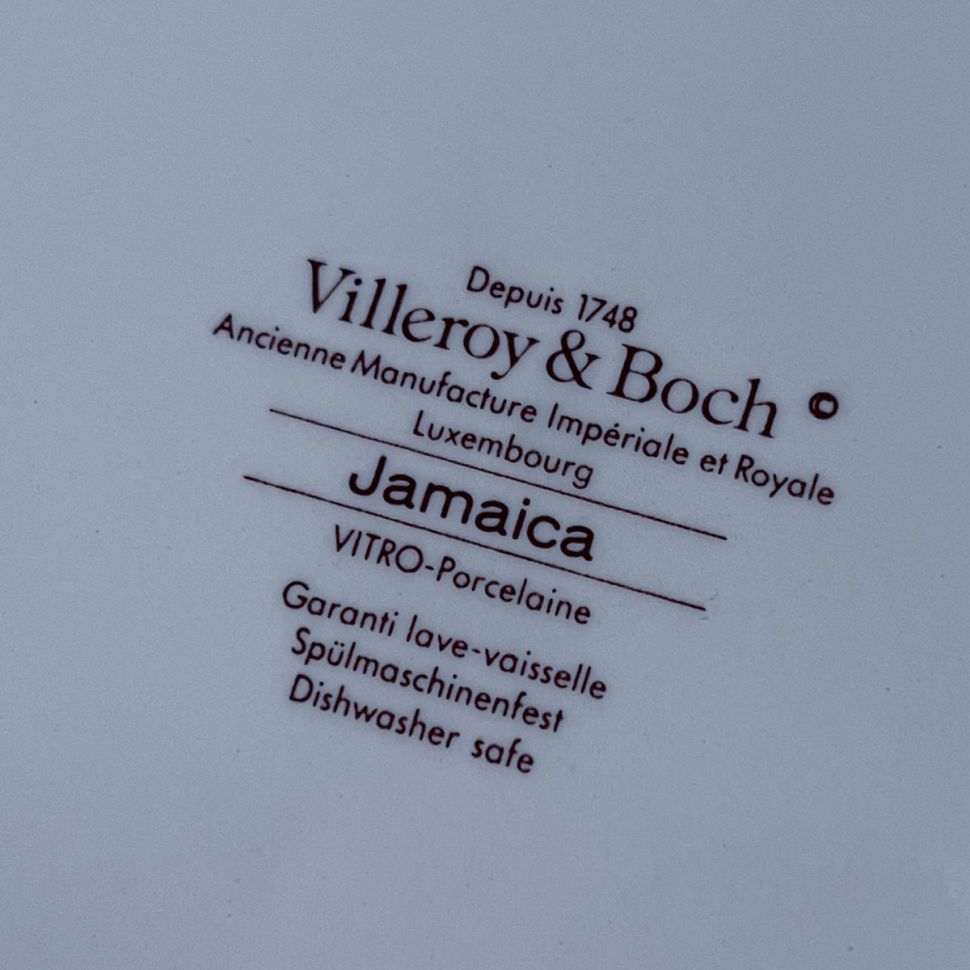 Depuis 1748
Villeroy & Boch ©
Ancienne Manufacture Impériale et Royale
Luxembourg
Jamaica
VITRO-Porcelaine
Garanti lave-vaisselle
Spülmaschinenfest
Dishwasher safe